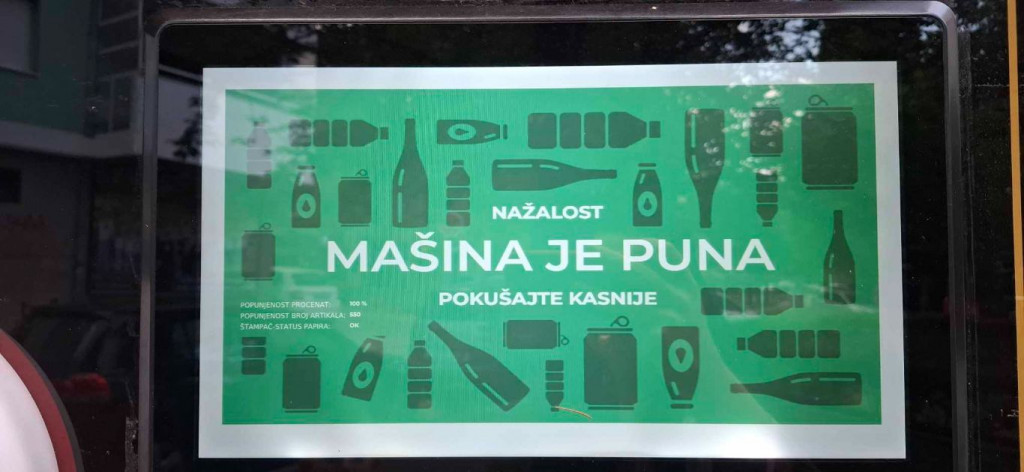 NAŽALOST
MAŠINA JE PUNA
POKUŠAJTE KASNIJE
POPUNJENOST PROCENAT: 100 %
POPUNJENOST BROJ ARTIKALA: 550
ŠTAMPAČ-STATUS PAPIRA: OK